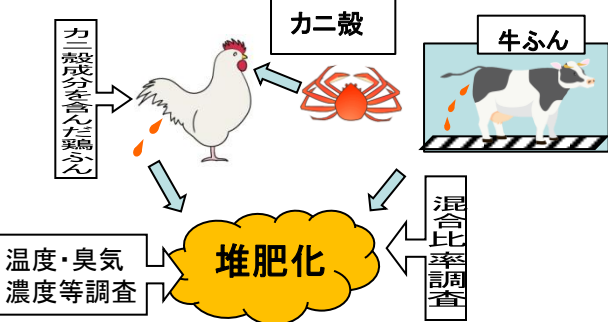 カニ殻
牛ふん
カニ殻成分を含んだ鶏ふん
堆肥化
混合比率調査
温度・臭気
濃度等調査